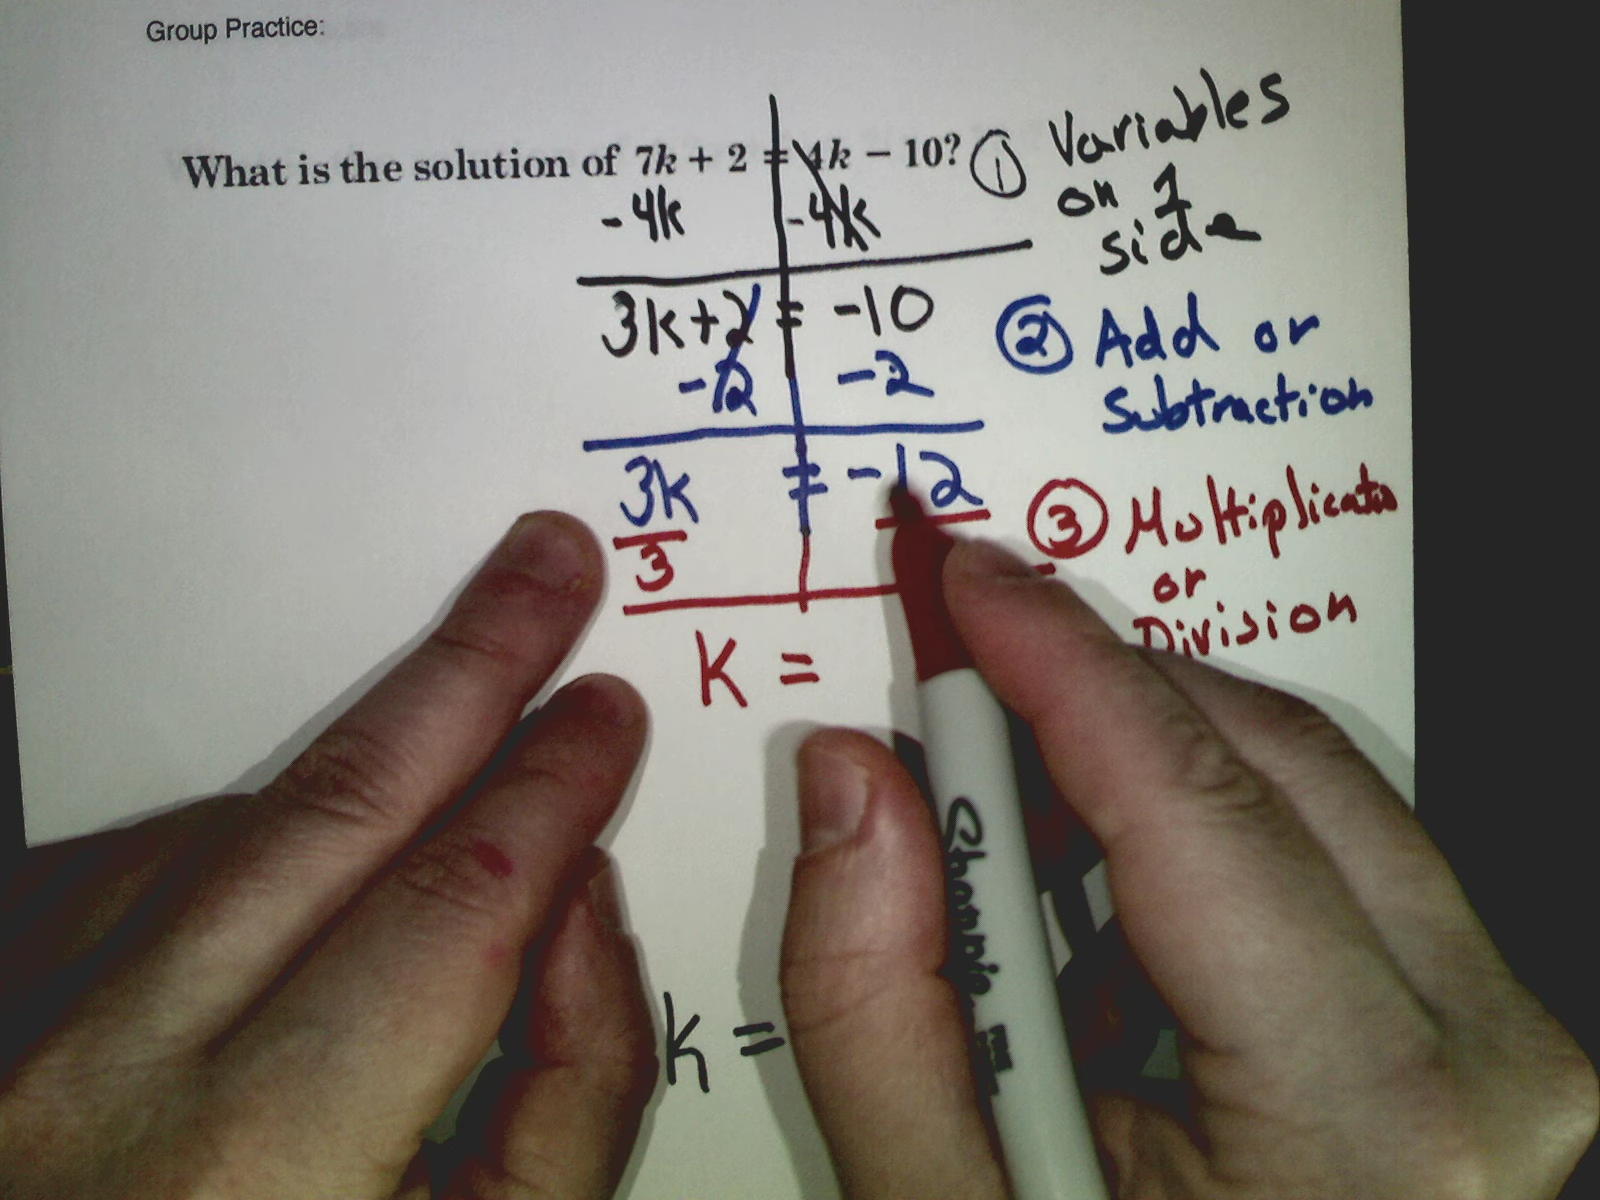 Group Practice:
What is the solution of 7k + 2 = 4k − 10?
-4k -4k
3k+2 = -10
-2 -2
3k = -12
3
K =
k =
① Variables
on 1
side
② Add or
Subtraction
③ Multiplicatio
or
Division
Sharpie